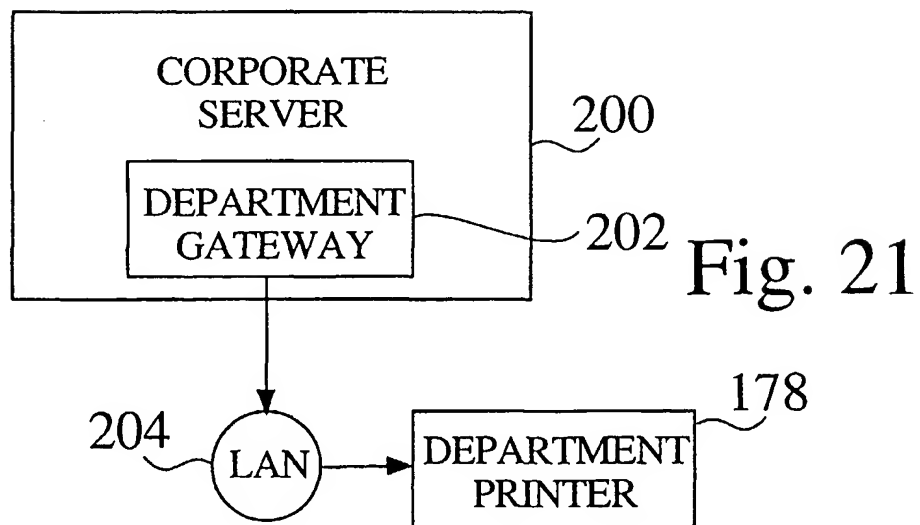 CORPORATE
SERVER
200
DEPARTMENT
GATEWAY
202
Fig. 21
204
LAN
178
DEPARTMENT
PRINTER